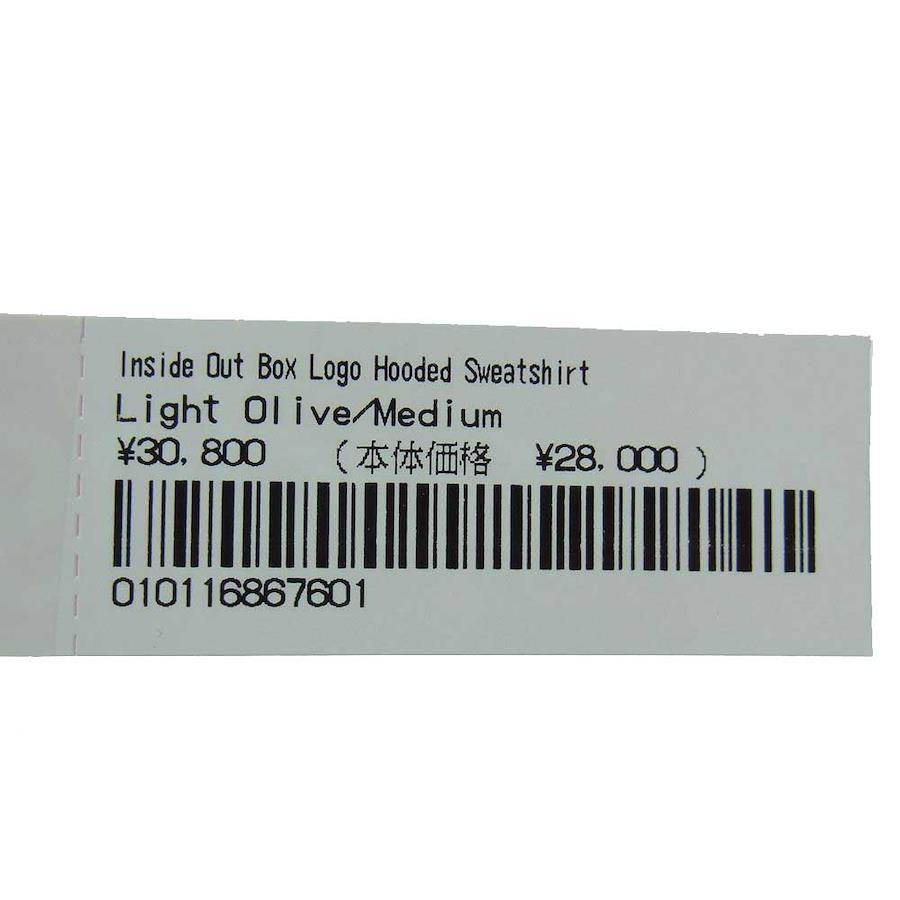 Inside Out Box Logo Hooded Sweatshirt
Light Olive/Medium
¥30,800 (本体価格 ¥28,000)
010116867601